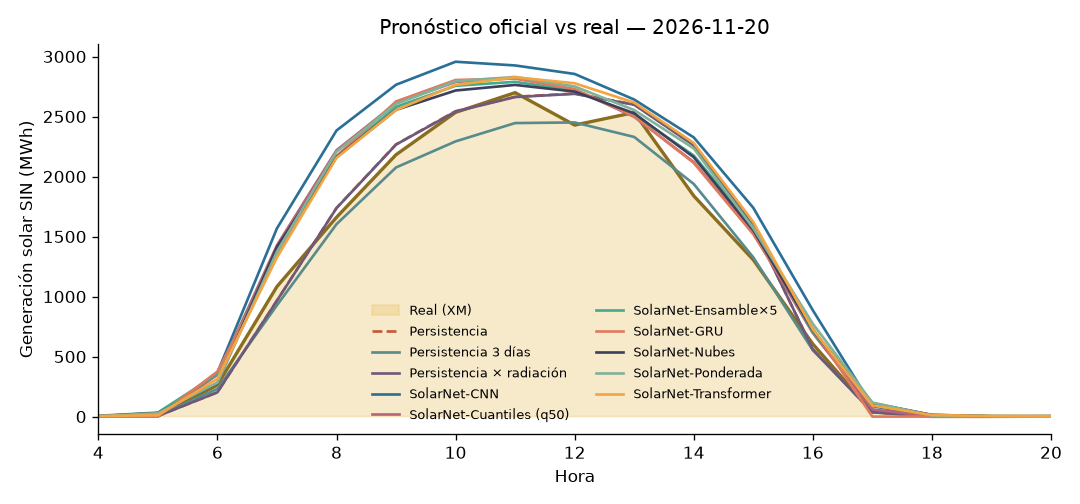 Pronóstico oficial vs real — 2026-11-20
Generación solar SIN (MWh)
3000
2500
2000
1500
1000
500
0
Real (XM)
Persistencia
Persistencia 3 días
Persistencia × radiación
SolarNet-CNN
SolarNet-Cuantiles (q50)
SolarNet-Ensamble×5
SolarNet-GRU
SolarNet-Nubes
SolarNet-Ponderada
SolarNet-Transformer
4 6 8 10 12 14 16 18 20
Hora